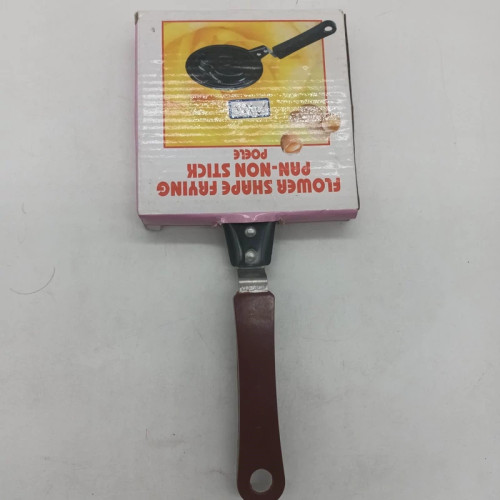 FLOWER SHAPE FRYING
PAN-NON STICK
POELE